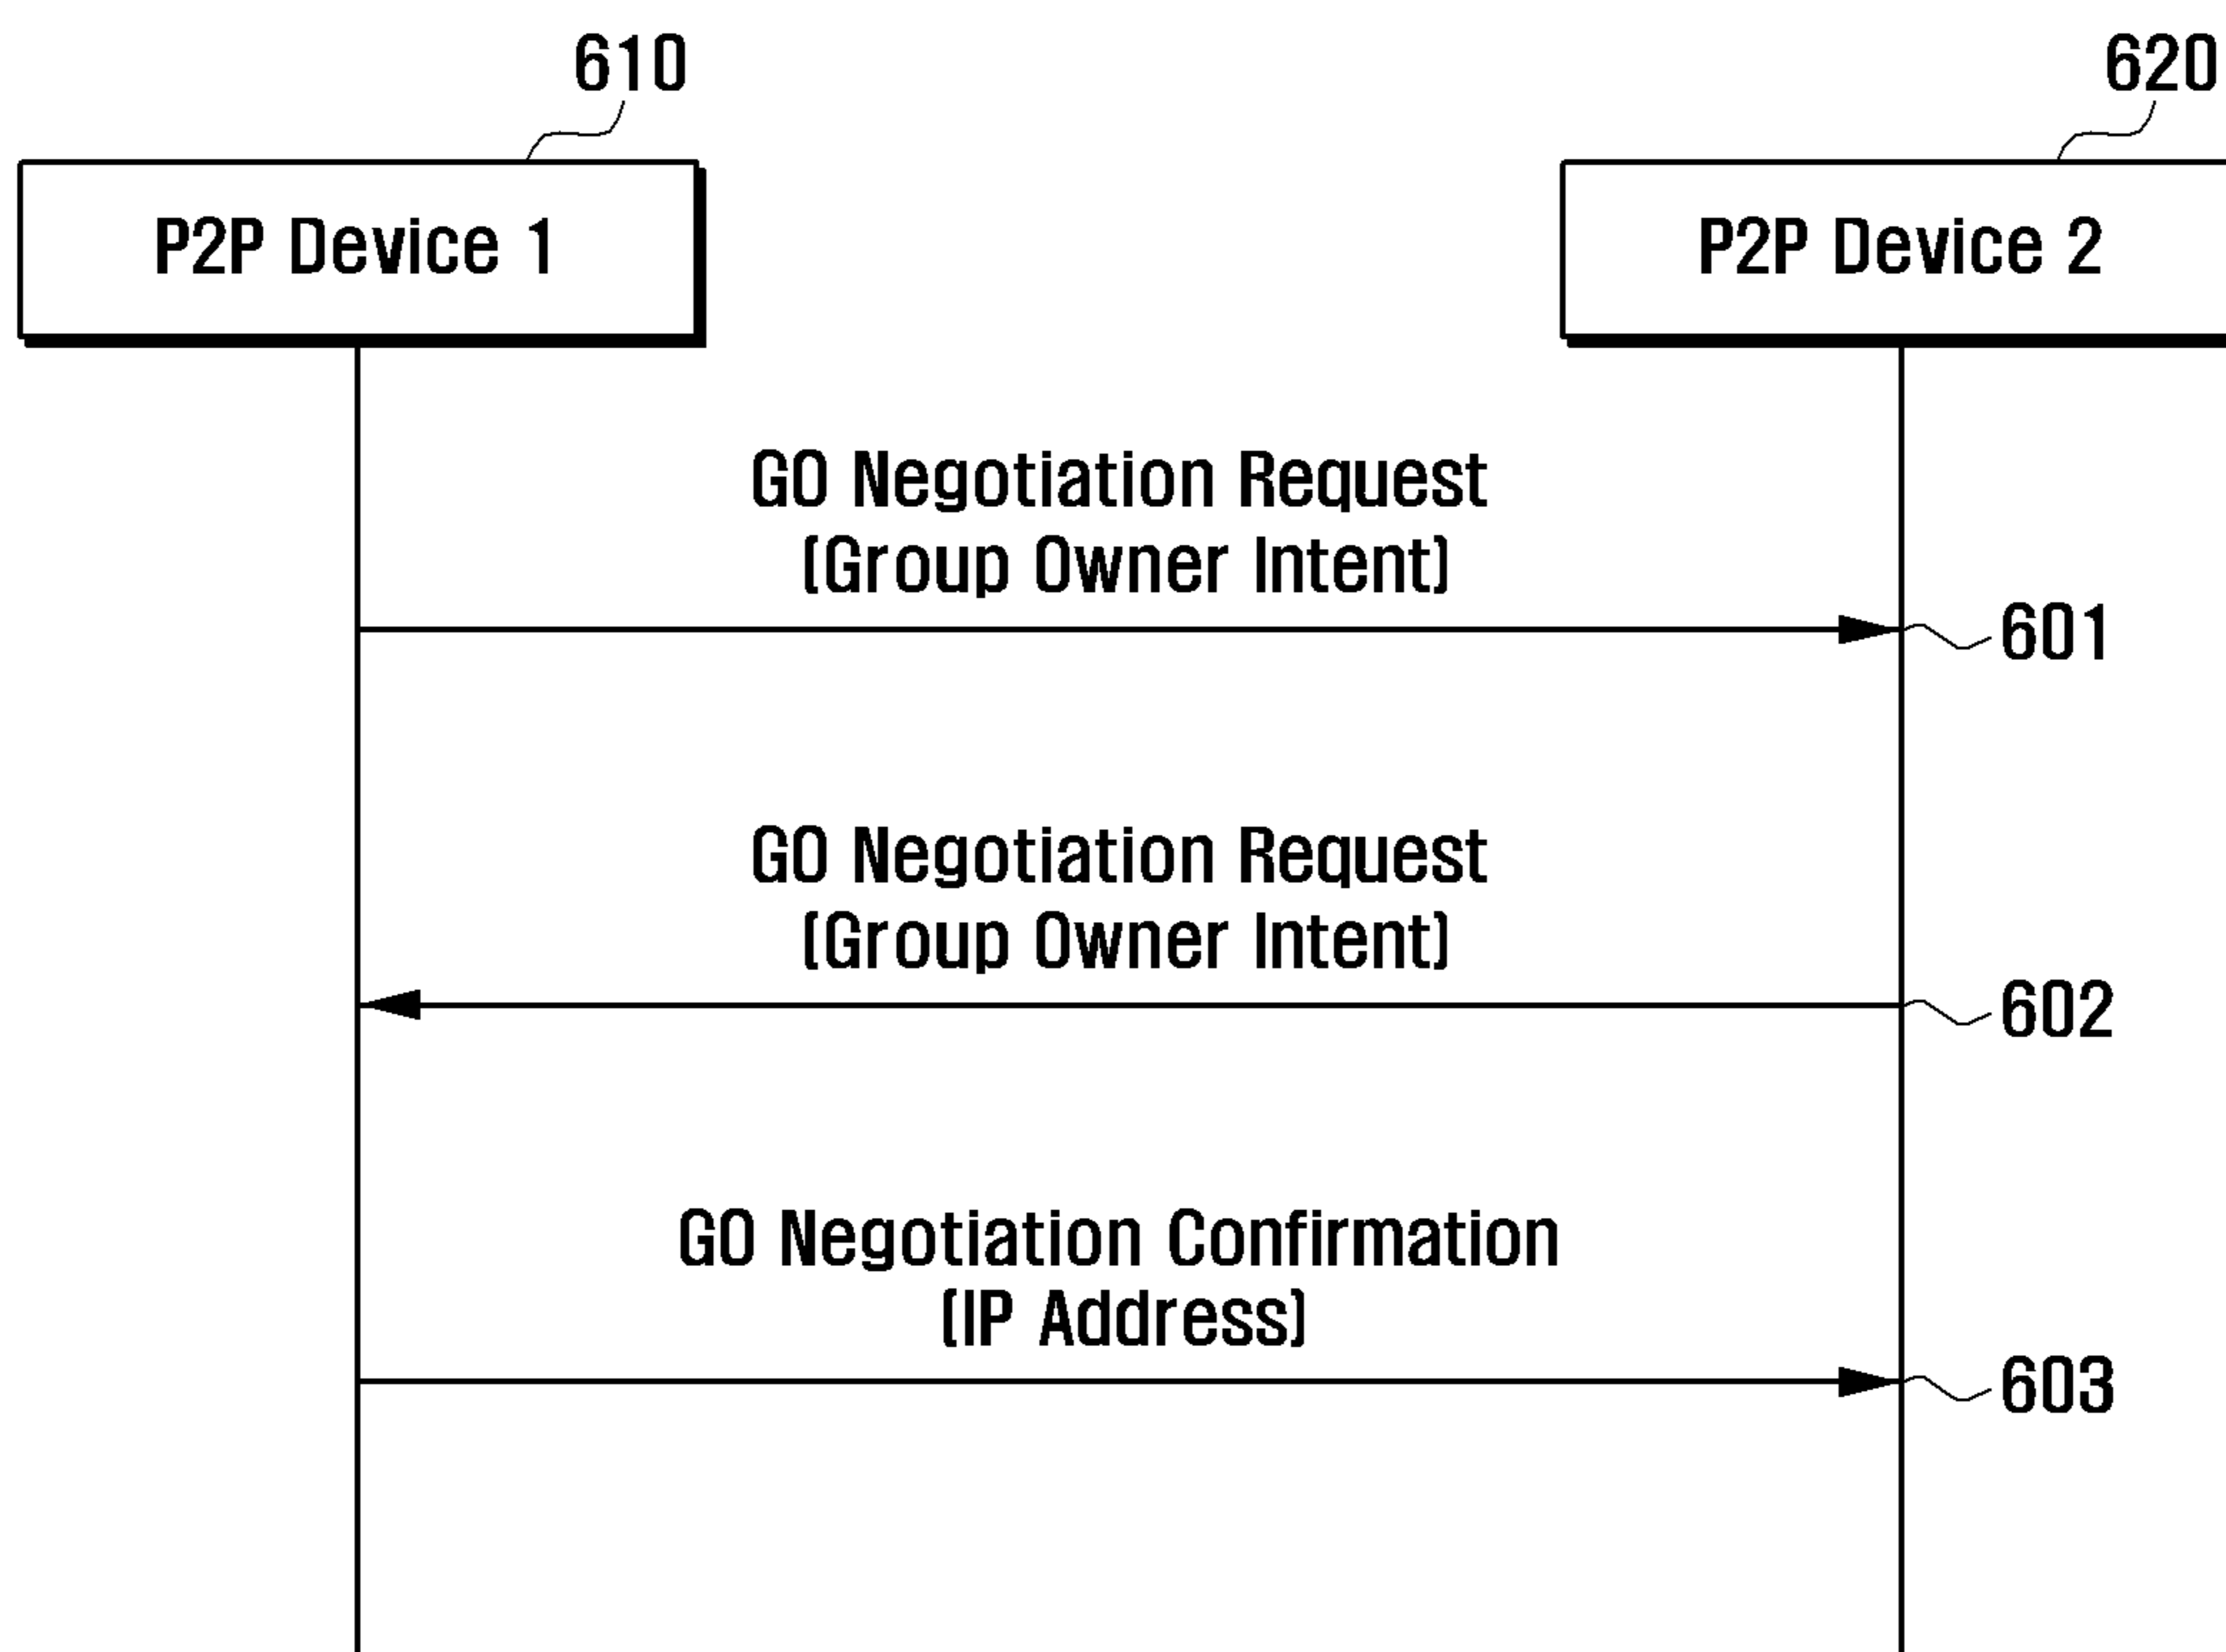 610
620
P2P Device 1
P2P Device 2
GO Negotiation Request
(Group Owner Intent)
601
GO Negotiation Request
(Group Owner Intent)
602
GO Negotiation Confirmation
(IP Address)
603